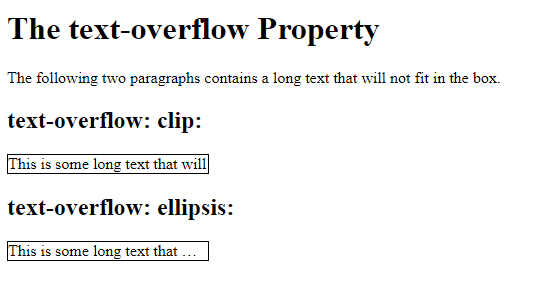 The text-overflow Property
The following two paragraphs contains a long text that will not fit in the box.
text-overflow: clip:
This is some long text that will
text-overflow: ellipsis:
This is some long text that …